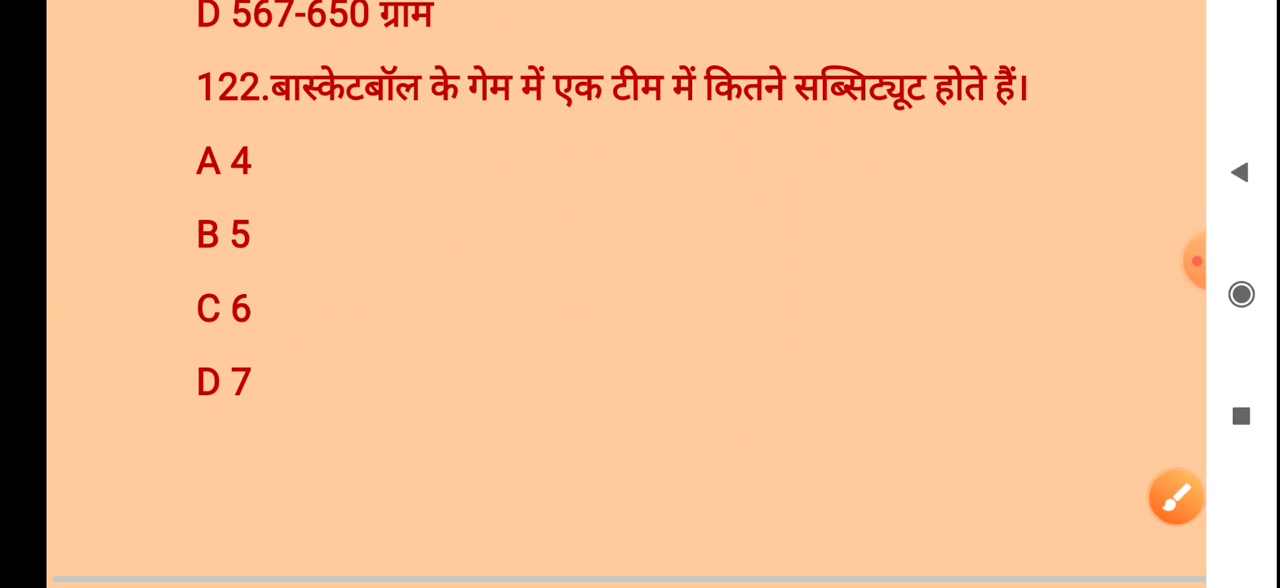 D 567-650 ग्राम
122.बास्केटबॉल के गेम में एक टीम में कितने सब्सिट्यूट होते हैं।
A 4
B 5
C 6
D 7